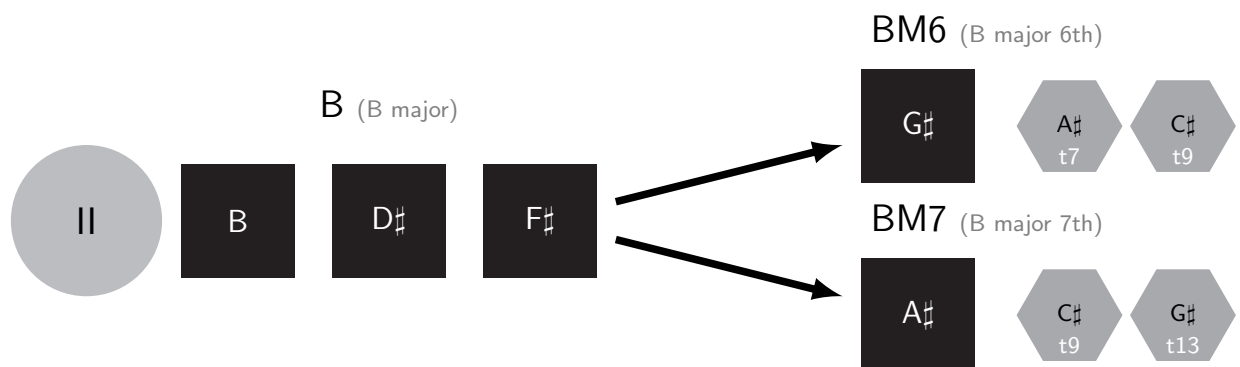 BM6 (B major 6th)
G♯ A♯ C♯
t7 t9
B (B major)
II B D♯ F♯
BM7 (B major 7th)
A♯ C♯ G♯
t9 t13